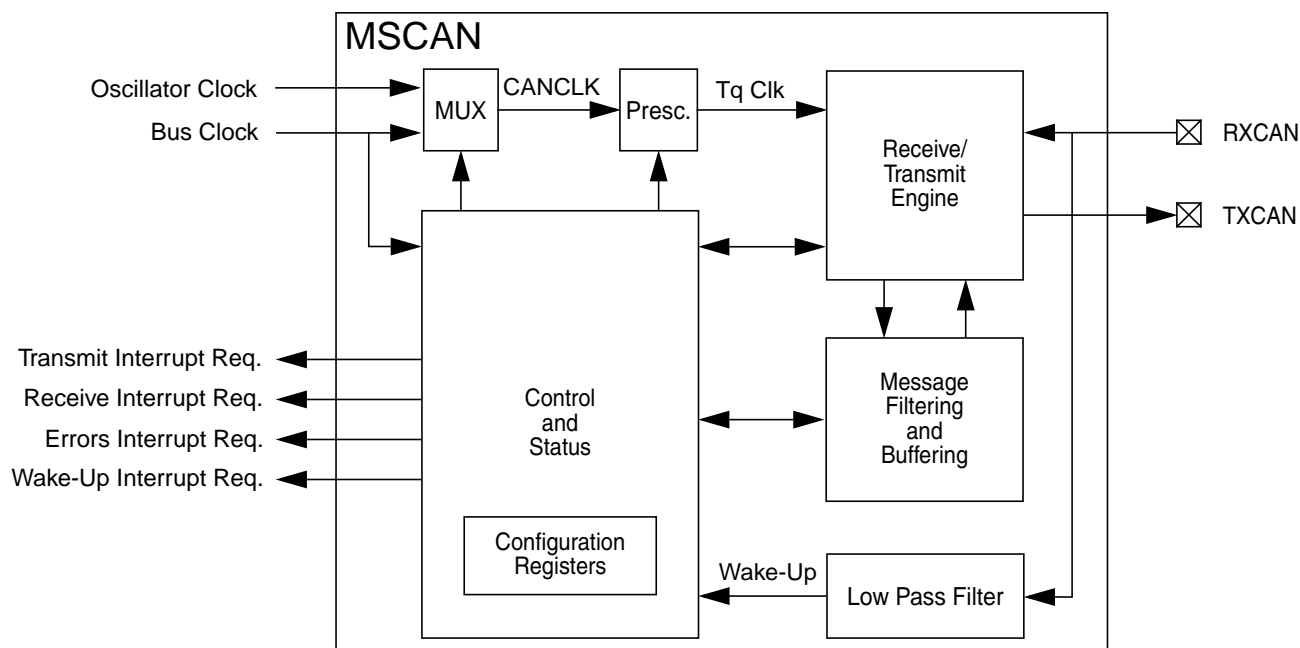 MSCAN
Oscillator Clock
MUX
CANCLK
Presc.
Tq Clk
Bus Clock
Receive/
Transmit
Engine
RXCAN
TXCAN
Transmit Interrupt Req.
Receive Interrupt Req.
Errors Interrupt Req.
Wake-Up Interrupt Req.
Control
and
Status
Message
Filtering
and
Buffering
Configuration
Registers
Wake-Up
Low Pass Filter